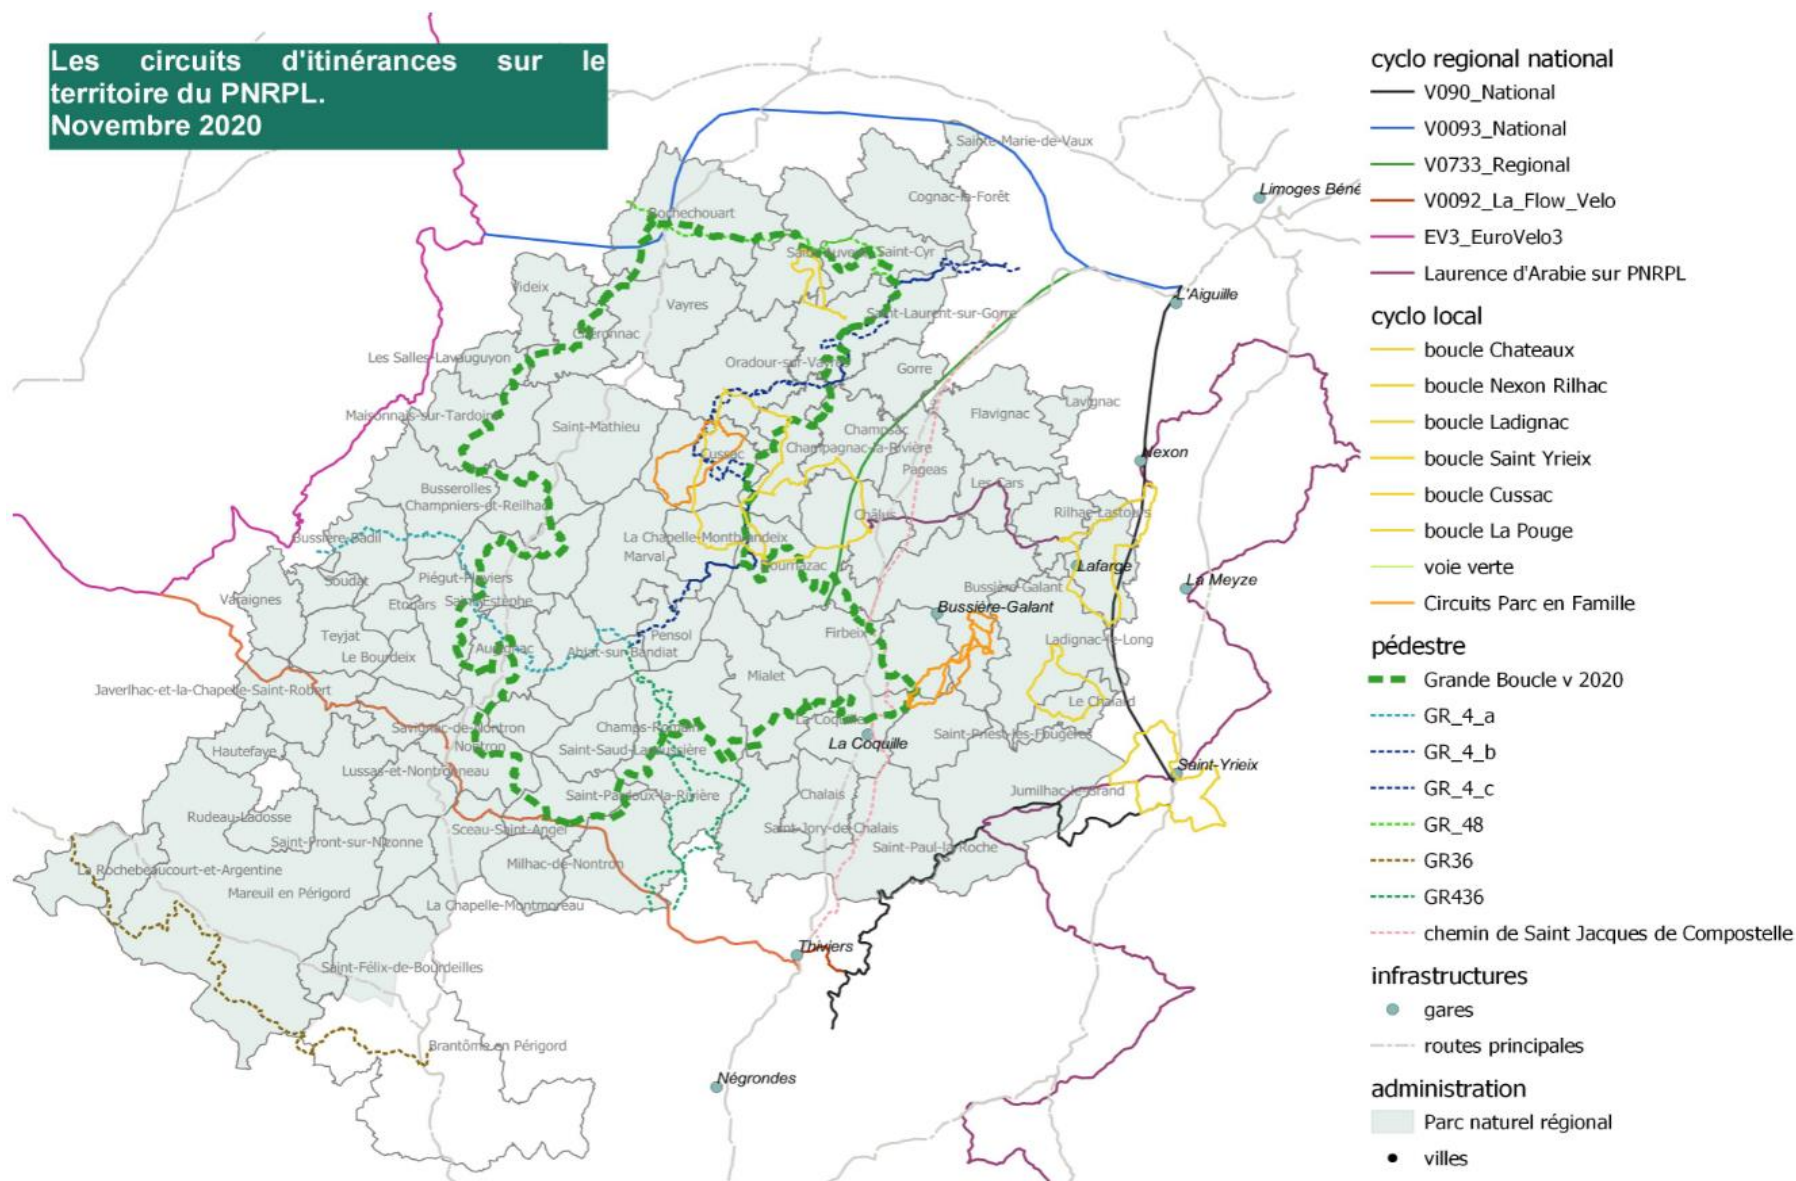 Les circuits d'itinérances sur le
territoire du PNRPL.
Novembre 2020
Sainte-Marie-de-Vaux
Limoges Béné
Cognac-la-Forêt
Rochechouart
Saint-Cyr
Videix
Vayres
L'Aiguille
Saint-Laurent-sur-Gorre
Chéronnac
Les Salles-Lavauguyon
Oradour-sur-Vayres
Gorre
Lavignac
Maisonnais-sur-Tardoire
Flavignac
Saint-Mathieu
Champsac
Cussac
Champagnac-la-Rivière
Nexon
Pageas
Busserolles
Les Cars
Champniers-et-Reilhac
Châlus
Rilhac-Lastours
Bussière-Badil
La Chapelle-Montbrandeix
Marval
Dournazac
Lafarge
Soudat
Piégut-Pluviers
La Meyze
Bussière-Galant
Varaignes
Etouars
Saint-Estèphe
Bussière-Galant
Teyjat
Firbeix
Pensol
Ladignac-le-Long
Le Bourdeix
Augignac
Abjat-sur-Bandiat
Mialet
Javerlhac-et-la-Chapelle-Saint-Robert
Le Chalard
La Coquille
Savignac-de-Nontron
Champs-Romain
Saint-Priest-les-Fougères
La Coquille
Hautefaye
Nontron
Saint-Saud-Lacoussière
Saint-Yrieix
Lussas-et-Nontronneau
Saint-Pardoux-la-Rivière
Chalais
Jumilhac-le-Grand
Rudeau-Ladosse
Sceau-Saint-Angel
Saint-Jory-de-Chalais
Saint-Front-sur-Nizonne
Saint-Paul-la-Roche
La Rochebeaucourt-et-Argentine
Milhac-de-Nontron
Mareuil en Périgord
La Chapelle-Montmoreau
Thiviers
Saint-Félix-de-Bourdeilles
Brantôme en Périgord
Négrondes
cyclo regional national
V090_National
V0093_National
V0733_Regional
V0092_La_Flow_Velo
EV3_EuroVelo3
Laurence d'Arabie sur PNRPL
cyclo local
boucle Chateaux
boucle Nexon Rilhac
boucle Ladignac
boucle Saint Yrieix
boucle Cussac
boucle La Pouge
voie verte
Circuits Parc en Famille
pédestre
Grande Boucle v 2020
GR_4_a
GR_4_b
GR_4_c
GR_48
GR36
GR436
chemin de Saint Jacques de Compostelle
infrastructures
gares
routes principales
administration
Parc naturel régional
villes